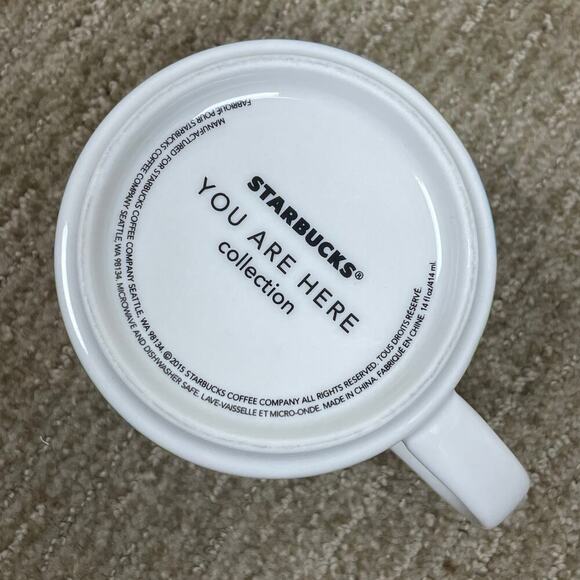 STARBUCKS®
YOU ARE HERE
collection
MANUFACTURED FOR STARBUCKS COFFEE COMPANY SEATTLE, WA 98134. ©2015 STARBUCKS COFFEE COMPANY ALL RIGHTS RESERVED. TOUS DROITS RÉSERVÉ.
FABRIQUÉ POUR STARBUCKS COFFEE COMPANY SEATTLE, WA 98134. MICROWAVE AND DISHWASHER SAFE. LAVE-VAISSELLE ET MICRO-ONDE. MADE IN CHINA. FABRIQUÉ EN CHINE. 14 fl oz/414 ml.